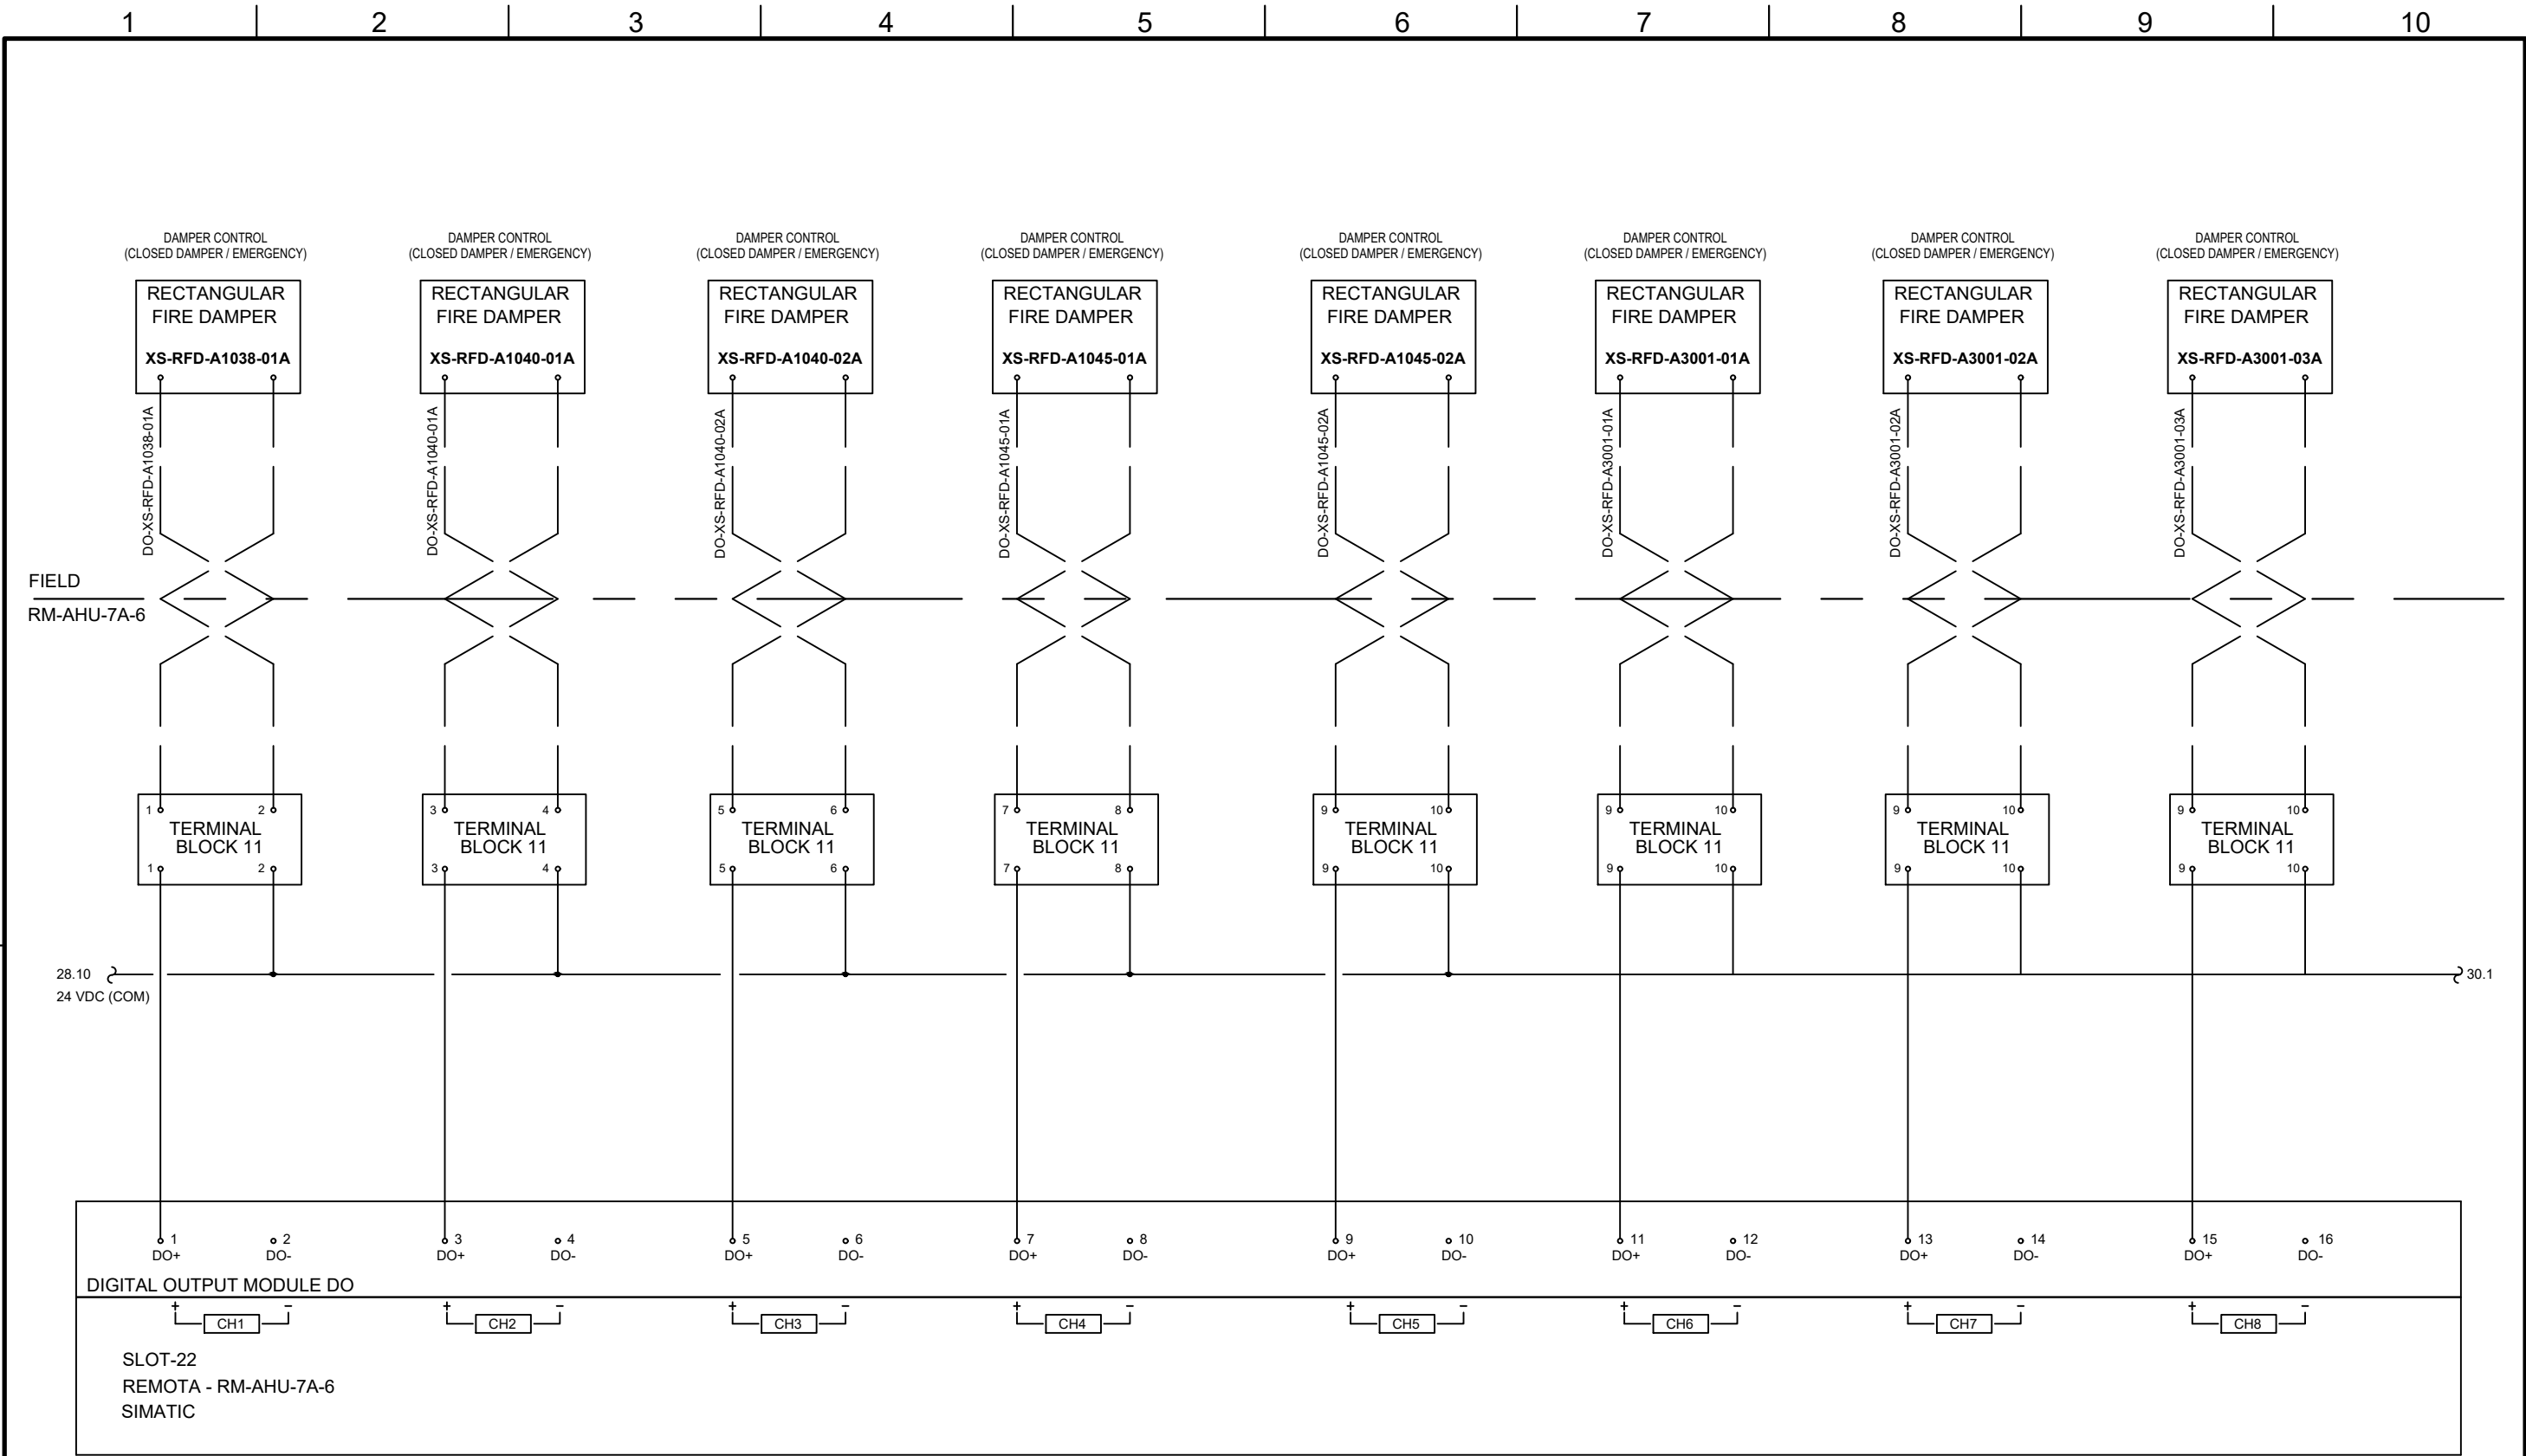 1 2 3 4 5 6 7 8 9 10
DAMPER CONTROL DAMPER CONTROL DAMPER CONTROL DAMPER CONTROL DAMPER CONTROL DAMPER CONTROL DAMPER CONTROL DAMPER CONTROL
(CLOSED DAMPER / EMERGENCY) (CLOSED DAMPER / EMERGENCY) (CLOSED DAMPER / EMERGENCY) (CLOSED DAMPER / EMERGENCY) (CLOSED DAMPER / EMERGENCY) (CLOSED DAMPER / EMERGENCY) (CLOSED DAMPER / EMERGENCY) (CLOSED DAMPER / EMERGENCY)
RECTANGULAR RECTANGULAR RECTANGULAR RECTANGULAR RECTANGULAR RECTANGULAR RECTANGULAR RECTANGULAR
FIRE DAMPER FIRE DAMPER FIRE DAMPER FIRE DAMPER FIRE DAMPER FIRE DAMPER FIRE DAMPER FIRE DAMPER
XS-RFD-A1038-01A XS-RFD-A1040-01A XS-RFD-A1040-02A XS-RFD-A1045-01A XS-RFD-A1045-02A XS-RFD-A3001-01A XS-RFD-A3001-02A XS-RFD-A3001-03A
DO-XS-RFD-A1038-01A
DO-XS-RFD-A1040-01A
DO-XS-RFD-A1040-02A
DO-XS-RFD-A1045-01A
DO-XS-RFD-A1045-02A
DO-XS-RFD-A3001-01A
DO-XS-RFD-A3001-02A
DO-XS-RFD-A3001-03A
FIELD
RM-AHU-7A-6
1 2 3 4 5 6 7 8 9 10 9 10 9 10 9 10
TERMINAL TERMINAL TERMINAL TERMINAL TERMINAL TERMINAL TERMINAL TERMINAL
BLOCK 11 BLOCK 11 BLOCK 11 BLOCK 11 BLOCK 11 BLOCK 11 BLOCK 11 BLOCK 11
1 2 3 4 5 6 7 8 9 10 9 10 9 10 9 10
28.10 30.1
24 VDC (COM)
1 2 3 4 5 6 7 8 9 10 11 12 13 14 15 16
DO+ DO- DO+ DO- DO+ DO- DO+ DO- DO+ DO- DO+ DO- DO+ DO- DO+ DO-
DIGITAL OUTPUT MODULE DO
+ - + - + - + - + - + - + - + -
CH1 CH2 CH3 CH4 CH5 CH6 CH7 CH8
SLOT-22
REMOTA - RM-AHU-7A-6
SIMATIC